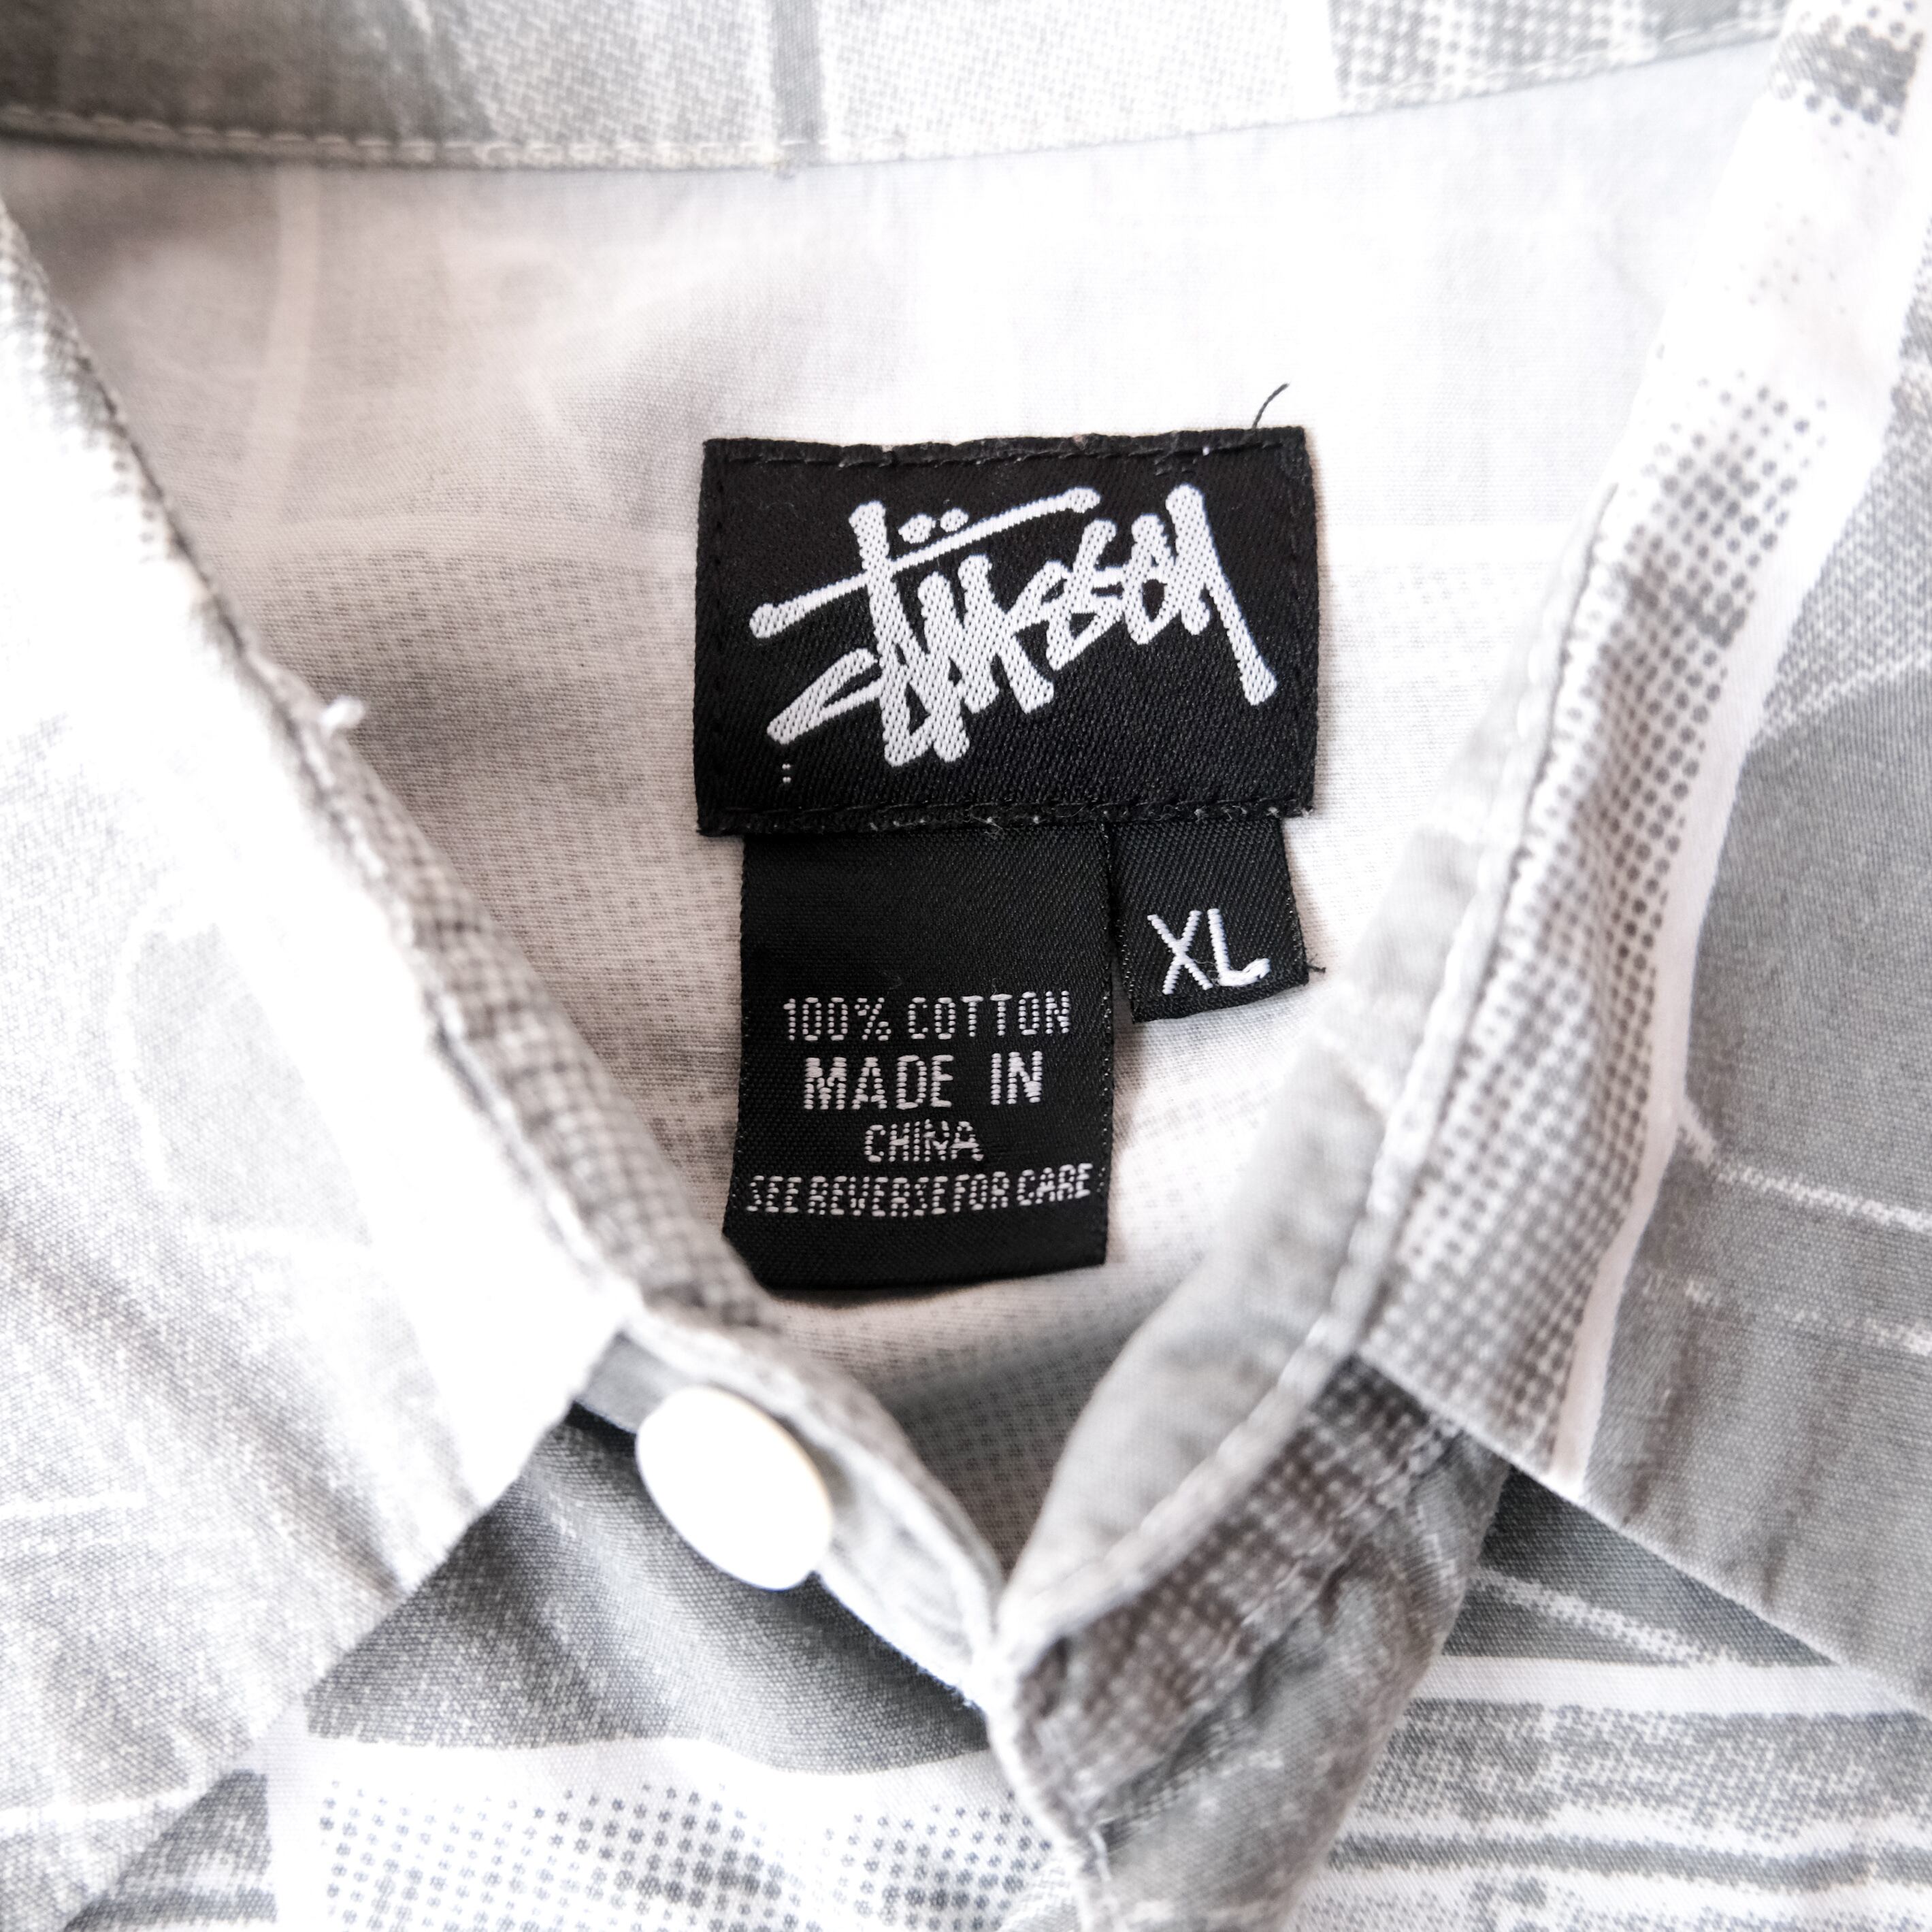 Stüssy
XL
100% COTTON
MADE IN
CHINA
SEE REVERSE FOR CARE